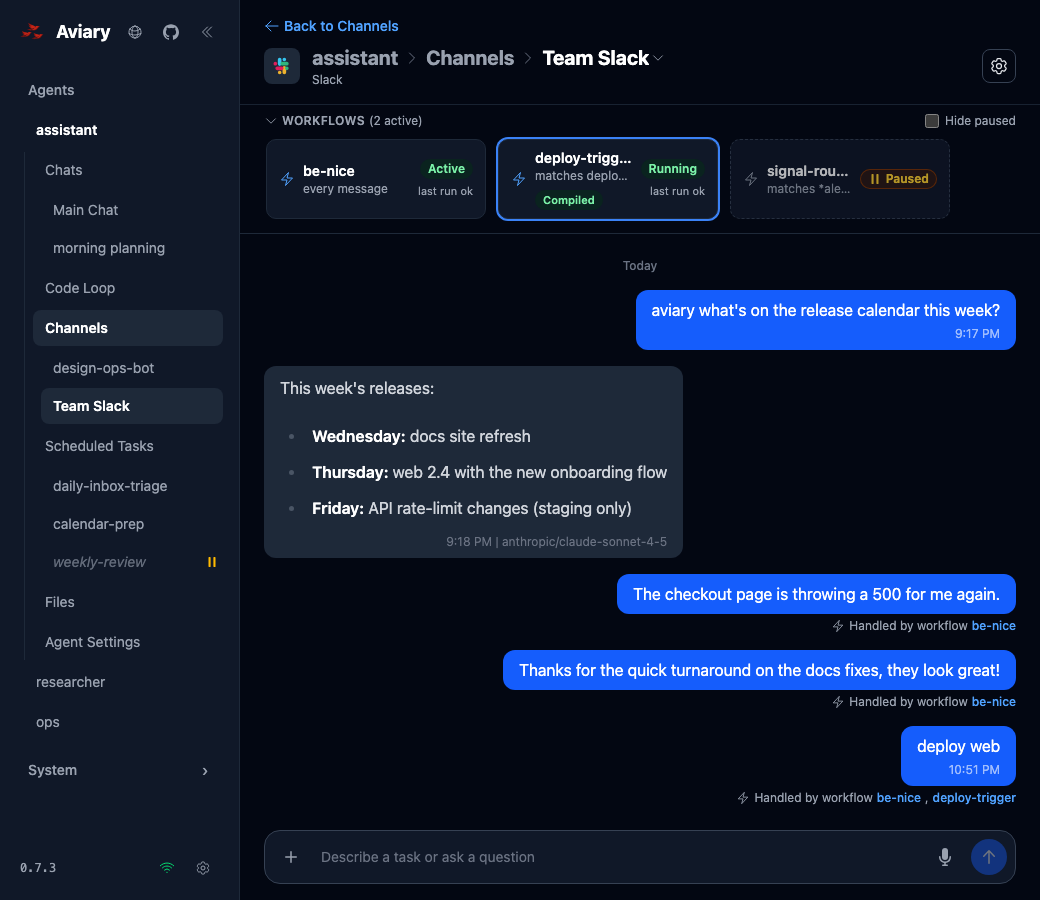 Aviary
Agents
assistant
Chats
Main Chat
morning planning
Code Loop
Channels
design-ops-bot
Team Slack
Scheduled Tasks
daily-inbox-triage
calendar-prep
weekly-review
Files
Agent Settings
researcher
ops
System
0.7.3
Back to Channels
assistant Channels Team Slack
Slack
WORKFLOWS (2 active)
Hide paused
be-nice
every message
Active
last run ok
deploy-trigg...
matches deplo...
Compiled
Running
last run ok
signal-rou...
matches *ale...
Paused
Today
aviary what's on the release calendar this week?
9:17 PM
This week's releases:
Wednesday: docs site refresh
Thursday: web 2.4 with the new onboarding flow
Friday: API rate-limit changes (staging only)
9:18 PM | anthropic/claude-sonnet-4-5
The checkout page is throwing a 500 for me again.
Handled by workflow be-nice
Thanks for the quick turnaround on the docs fixes, they look great!
Handled by workflow be-nice
deploy web
10:51 PM
Handled by workflow be-nice , deploy-trigger
Describe a task or ask a question